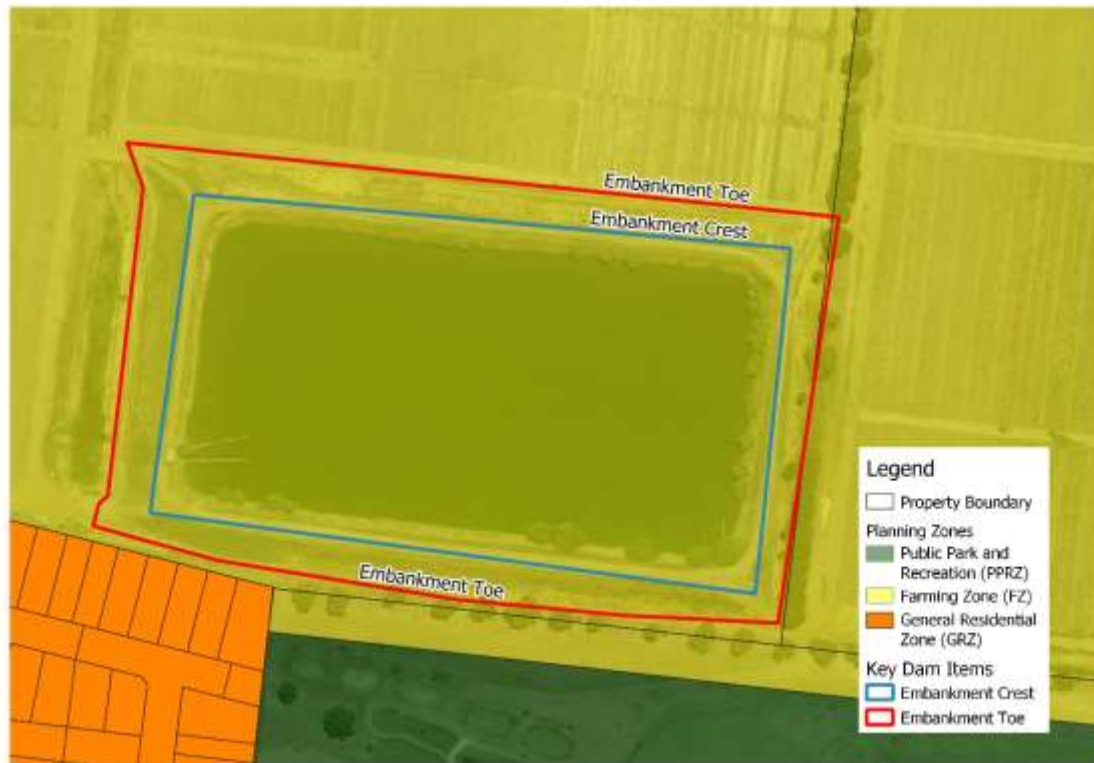 Embankment Toe
Embankment Crest
Embankment Toe
Legend
Property Boundary
Planning Zones
Public Park and
Recreation (PPRZ)
Farming Zone (FZ)
General Residential
Zone (GRZ)
Key Dam Items
Embankment Crest
Embankment Toe